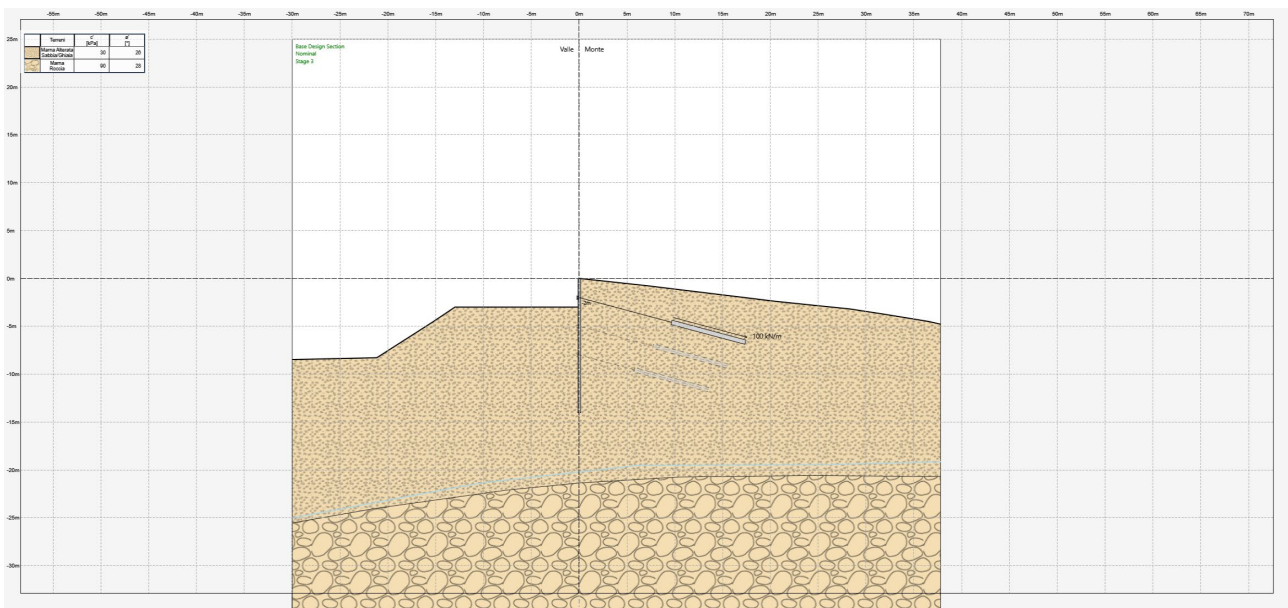 -55m -50m -45m -40m -35m -30m -25m -20m -15m -10m -5m 0m 5m 10m 15m 20m 25m 30m 35m 40m 45m 50m 55m 60m 65m 70m
25m
Terreni c' [kPa] ø' [°]
Marna Alterata Sabbia/Ghiaia 30 26
Marna Roccia 90 28
Base Design Section
Nominal
Stage 3
Valle Monte
20m
15m
10m
5m
0m
-5m
100 kN/m
-10m
-15m
-20m
-25m
-30m